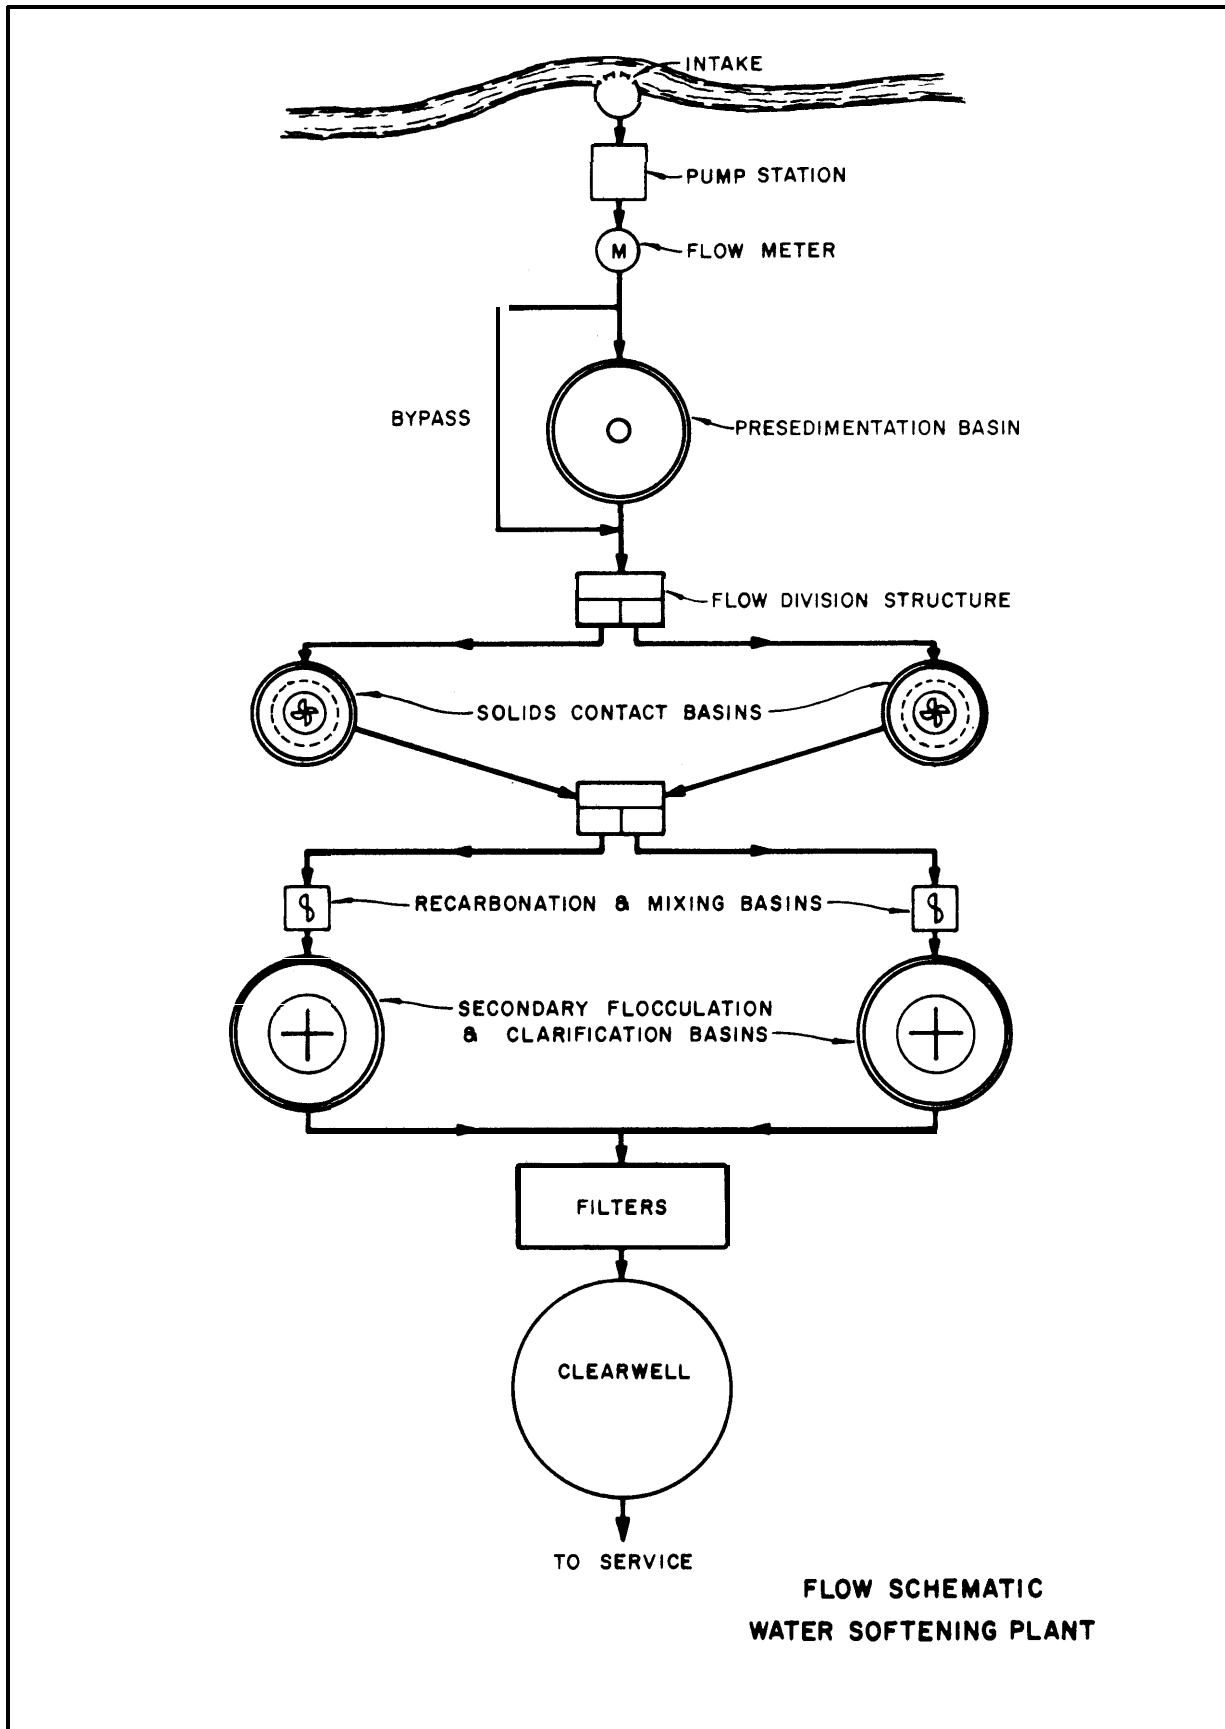 INTAKE
PUMP STATION
M
FLOW METER
BYPASS
PRESEDIMENTATION BASIN
FLOW DIVISION STRUCTURE
SOLIDS CONTACT BASINS
RECARBONATION & MIXING BASINS
SECONDARY FLOCCULATION
& CLARIFICATION BASINS
FILTERS
CLEARWELL
TO SERVICE
FLOW SCHEMATIC
WATER SOFTENING PLANT